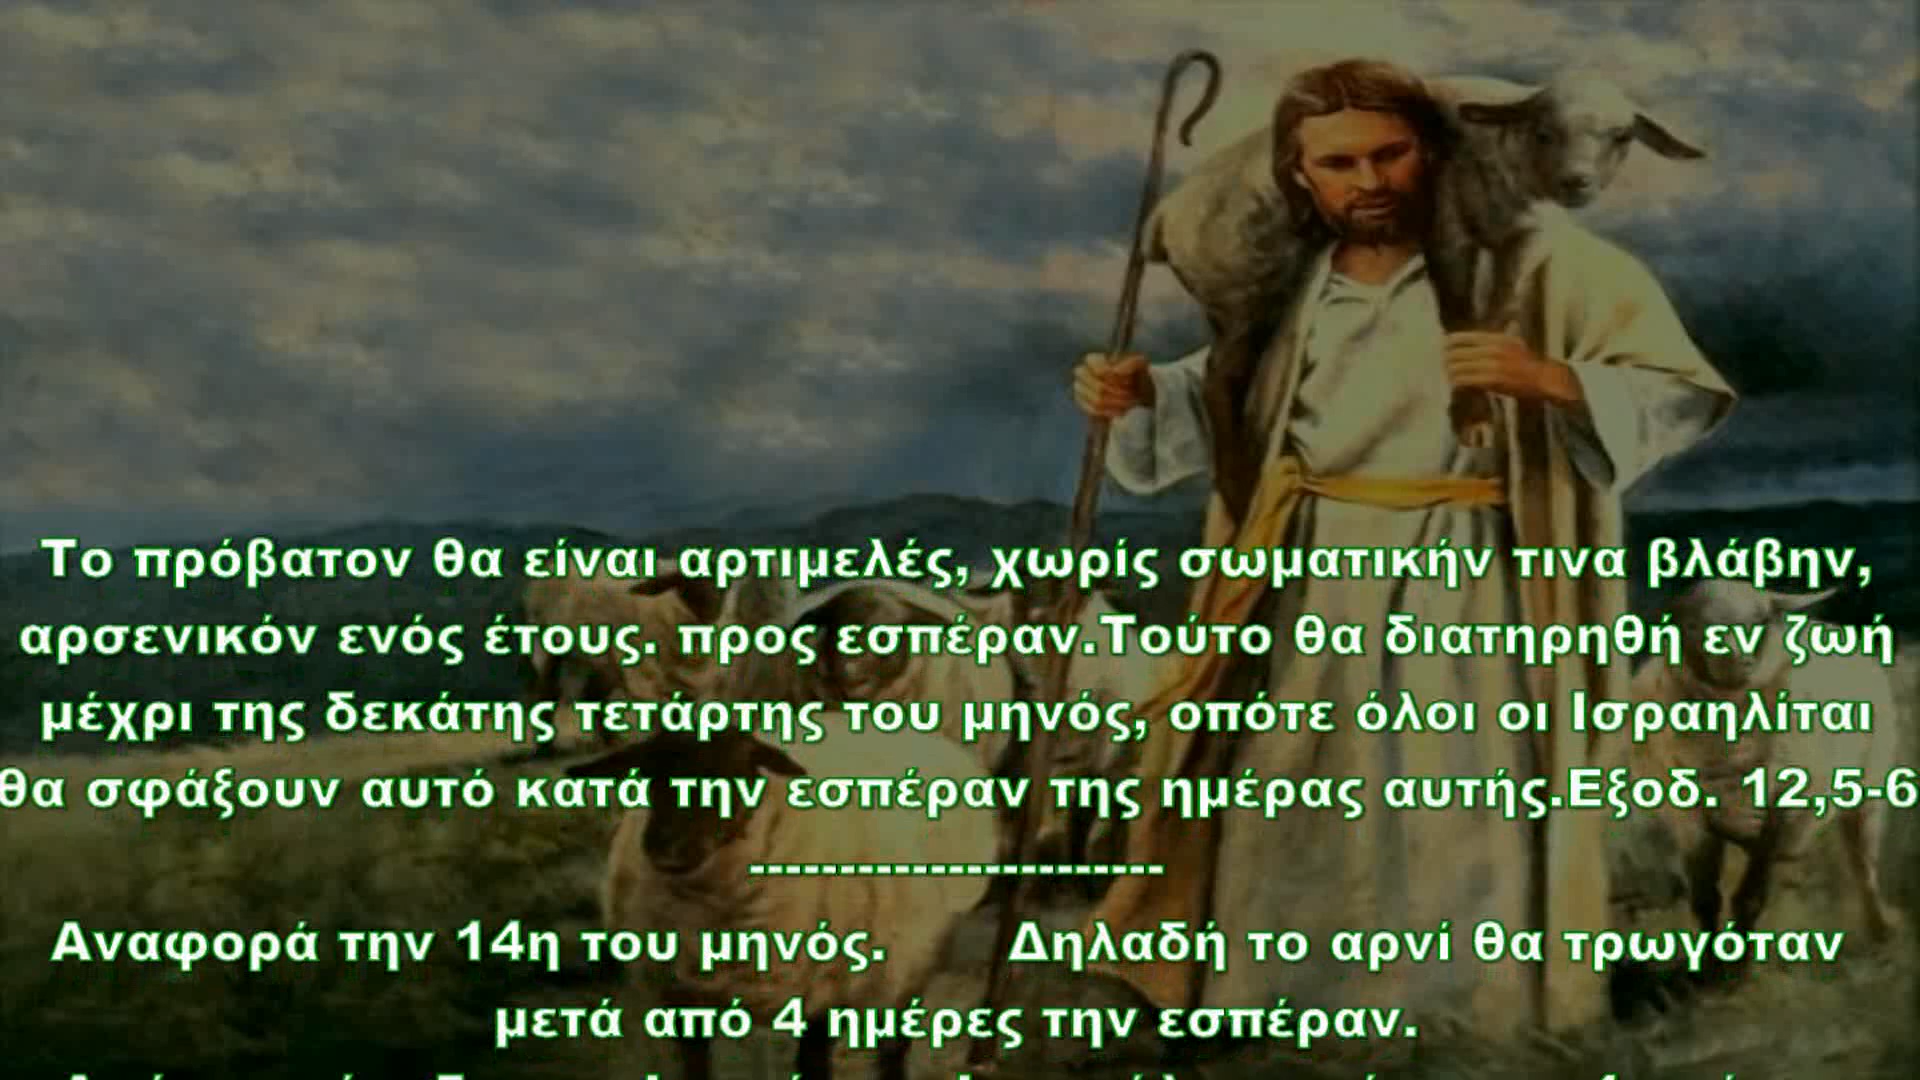 Το πρόβατον θα είναι αρτιμελές, χωρίς σωματικήν τινα βλάβην,
αρσενικόν ενός έτους. προς εσπέραν.Τούτο θα διατηρηθή εν ζωή
μέχρι της δεκάτης τετάρτης του μηνός, οπότε όλοι οι Ισραηλίται
θα σφάξουν αυτό κατά την εσπέραν της ημέρας αυτής.Εξοδ. 12,5-6
-----------------------
Αναφορά την 14η του μηνός. Δηλαδή το αρνί θα τρωγόταν
μετά από 4 ημέρες την εσπέραν.